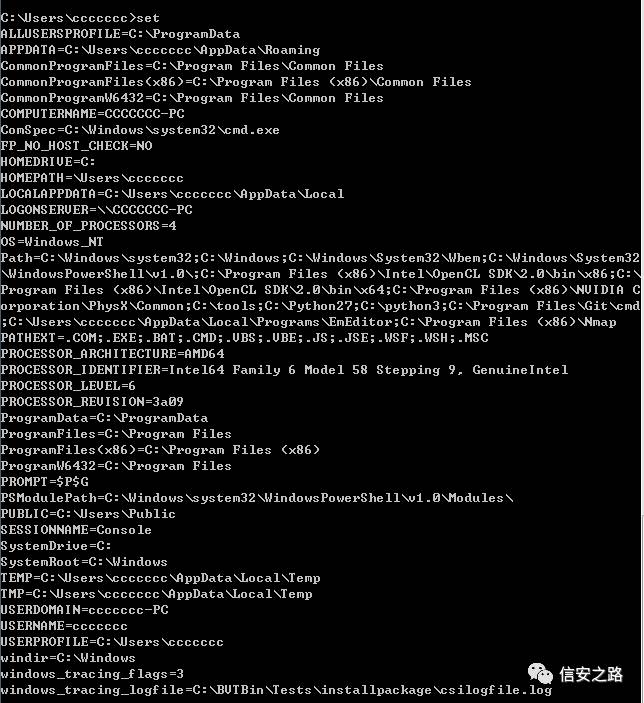 C:\Users\ccccccc>set
ALLUSERSPROFILE=C:\ProgramData
APPDATA=C:\Users\ccccccc\AppData\Roaming
CommonProgramFiles=C:\Program Files\Common Files
CommonProgramFiles(x86)=C:\Program Files (x86)\Common Files
CommonProgramW6432=C:\Program Files\Common Files
COMPUTERNAME=CCCCCCC-PC
ComSpec=C:\Windows\system32\cmd.exe
FP_NO_HOST_CHECK=NO
HOMEDRIVE=C:
HOMEPATH=\Users\ccccccc
LOCALAPPDATA=C:\Users\ccccccc\AppData\Local
LOGONSERVER=\\CCCCCCC-PC
NUMBER_OF_PROCESSORS=4
OS=Windows_NT
Path=C:\Windows\system32;C:\Windows;C:\Windows\System32\Wbem;C:\Windows\System32
\WindowsPowerShell\v1.0\;C:\Program Files (x86)\Intel\OpenCL SDK\2.0\bin\x86;C:\
Program Files (x86)\Intel\OpenCL SDK\2.0\bin\x64;C:\Program Files (x86)\NVIDIA C
orporation\PhysX\Common;C:\tools;C:\Python27;C:\python3;C:\Program Files\Git\cmd
;C:\Users\ccccccc\AppData\Local\Programs\EmEditor;C:\Program Files (x86)\Nmap
PATHEXT=.COM;.EXE;.BAT;.CMD;.VBS;.VBE;.JS;.JSE;.WSF;.WSH;.MSC
PROCESSOR_ARCHITECTURE=AMD64
PROCESSOR_IDENTIFIER=Intel64 Family 6 Model 58 Stepping 9, GenuineIntel
PROCESSOR_LEVEL=6
PROCESSOR_REVISION=3a09
ProgramData=C:\ProgramData
ProgramFiles=C:\Program Files
ProgramFiles(x86)=C:\Program Files (x86)
ProgramW6432=C:\Program Files
PROMPT=$P$G
PSModulePath=C:\Windows\system32\WindowsPowerShell\v1.0\Modules\
PUBLIC=C:\Users\Public
SESSIONNAME=Console
SystemDrive=C:
SystemRoot=C:\Windows
TEMP=C:\Users\ccccccc\AppData\Local\Temp
TMP=C:\Users\ccccccc\AppData\Local\Temp
USERDOMAIN=ccccccc-PC
USERNAME=ccccccc
USERPROFILE=C:\Users\ccccccc
windir=C:\Windows
windows_tracing_flags=3
windows_tracing_logfile=C:\BVTBin\Tests\installpackage\csilogfile.log
信安之路